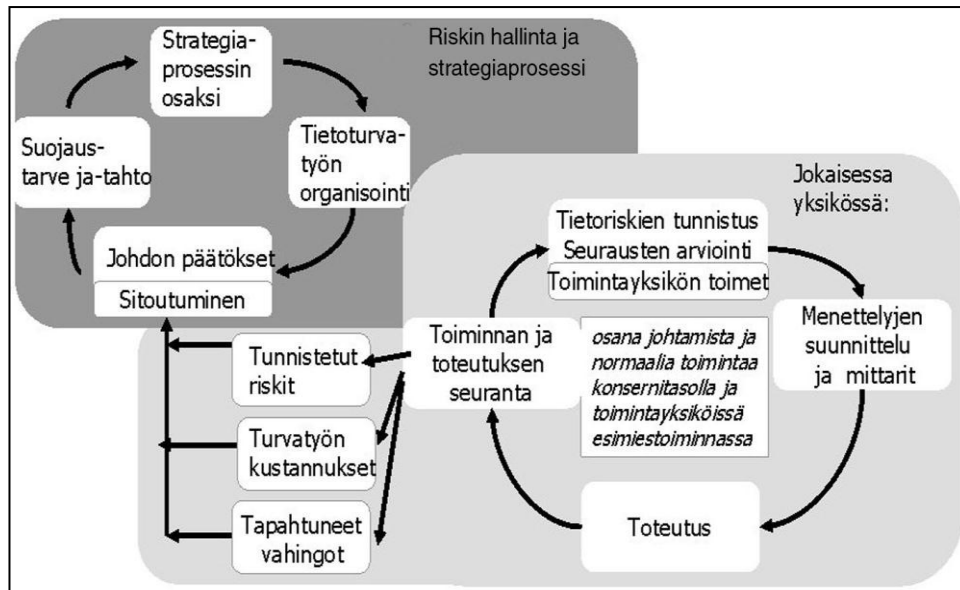 Riskin hallinta ja
strategiaprosessi
Strategia-
prosessin
osaksi
Suojaus-
tarve ja-tahto
Tietoturva-
työn
organisointi
Johdon päätökset
Sitoutuminen
Jokaisessa
yksikössä:
Tietoriskien tunnistus
Seurausten arviointi
Toimintayksikön toimet
Menettelyjen
suunnittelu
ja mittarit
Toiminnan ja
toteutuksen
seuranta
osana johtamista ja
normaalia toimintaa
konsernitasolla ja
toimintayksiköissä
esimiestoiminnassa
Tunnistetut
riskit
Turvatyön
kustannukset
Tapahtuneet
vahingot
Toteutus